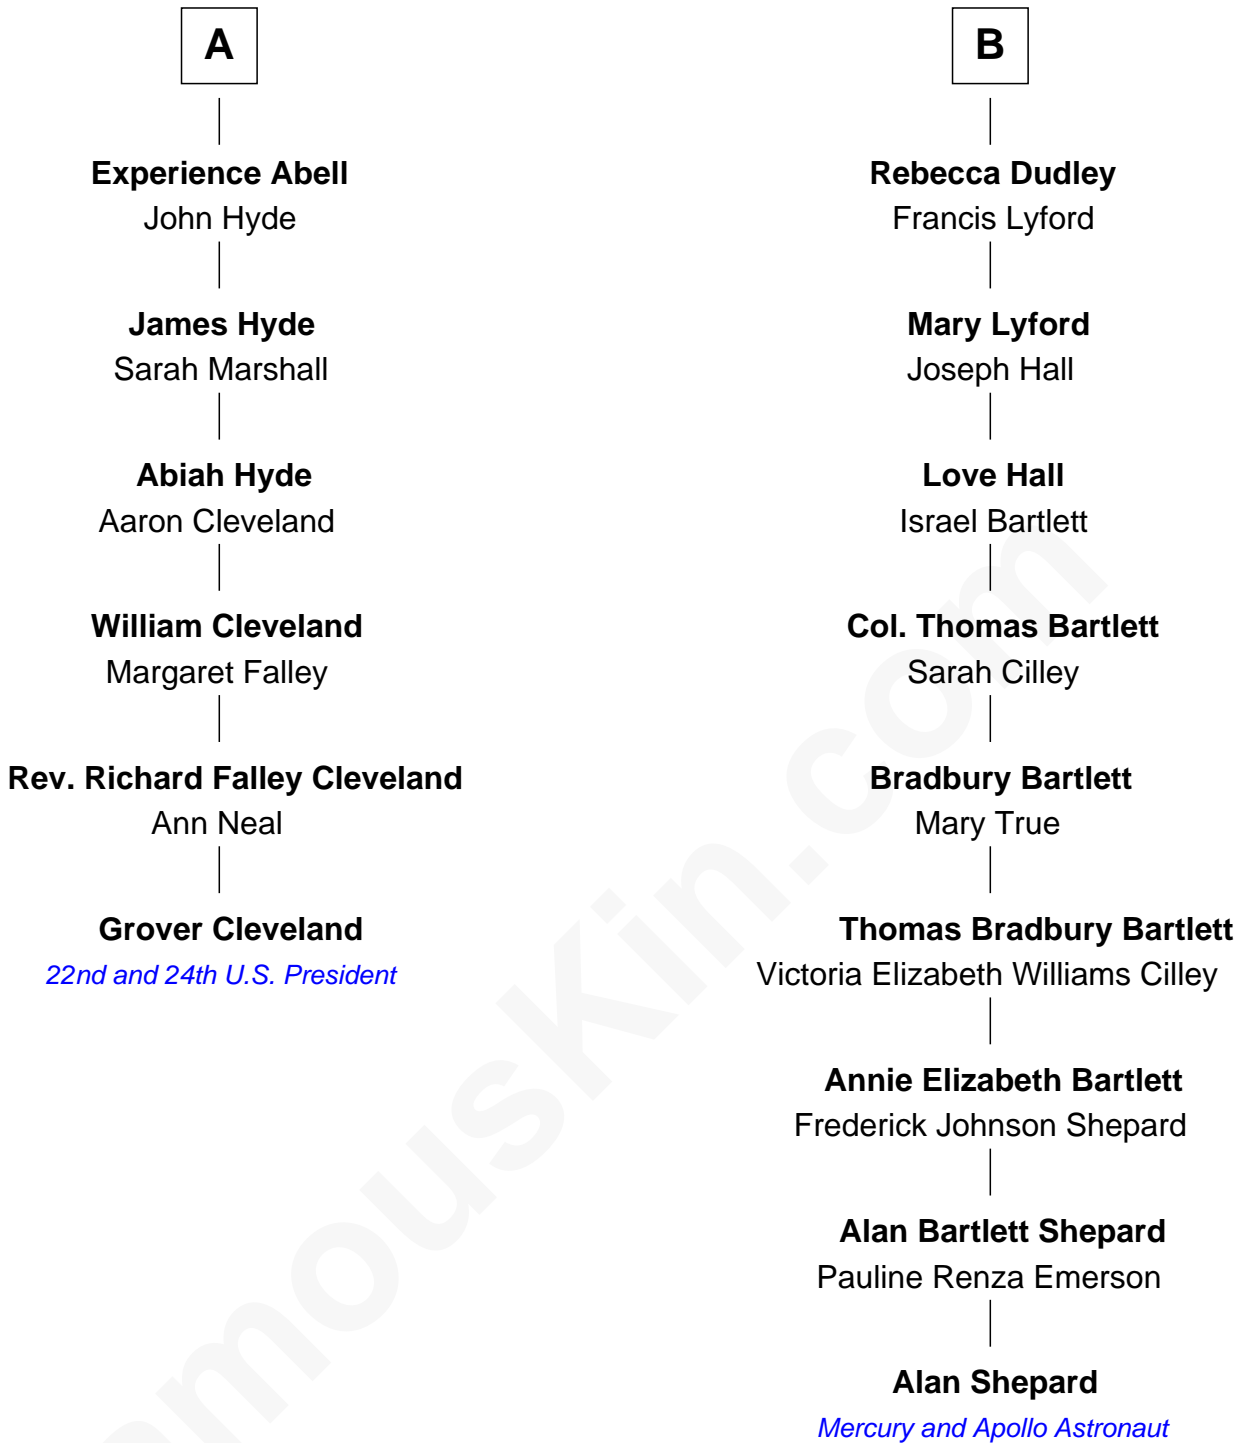 A
Experience Abell
John Hyde
James Hyde
Sarah Marshall
Abiah Hyde
Aaron Cleveland
William Cleveland
Margaret Falley
Rev. Richard Falley Cleveland
Ann Neal
Grover Cleveland
22nd and 24th U.S. President
B
Rebecca Dudley
Francis Lyford
Mary Lyford
Joseph Hall
Love Hall
Israel Bartlett
Col. Thomas Bartlett
Sarah Cilley
Bradbury Bartlett
Mary True
Thomas Bradbury Bartlett
Victoria Elizabeth Williams Cilley
Annie Elizabeth Bartlett
Frederick Johnson Shepard
Alan Bartlett Shepard
Pauline Renza Emerson
Alan Shepard
Mercury and Apollo Astronaut
amousKin.com